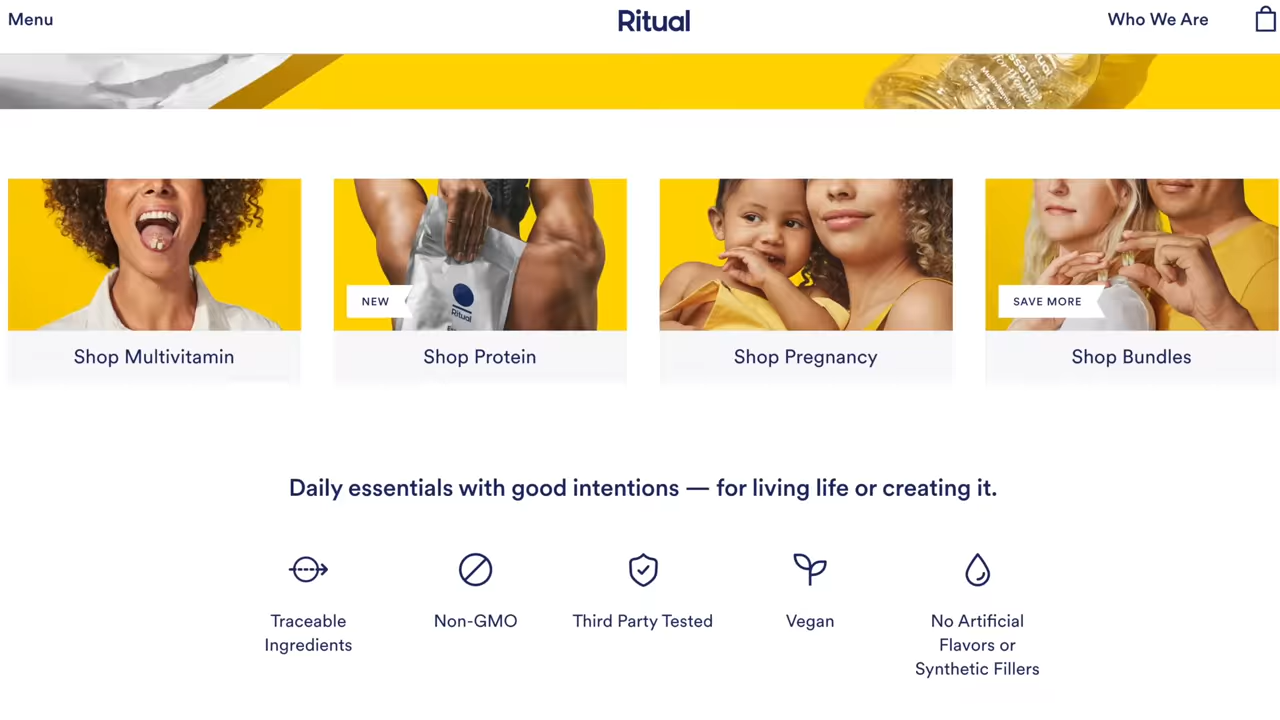 Menu
Ritual
Who We Are
NEW
Ritual
SAVE MORE
Shop Multivitamin
Shop Protein
Shop Pregnancy
Shop Bundles
Daily essentials with good intentions — for living life or creating it.
Traceable
Ingredients
Non-GMO
Third Party Tested
Vegan
No Artificial
Flavors or
Synthetic Fillers